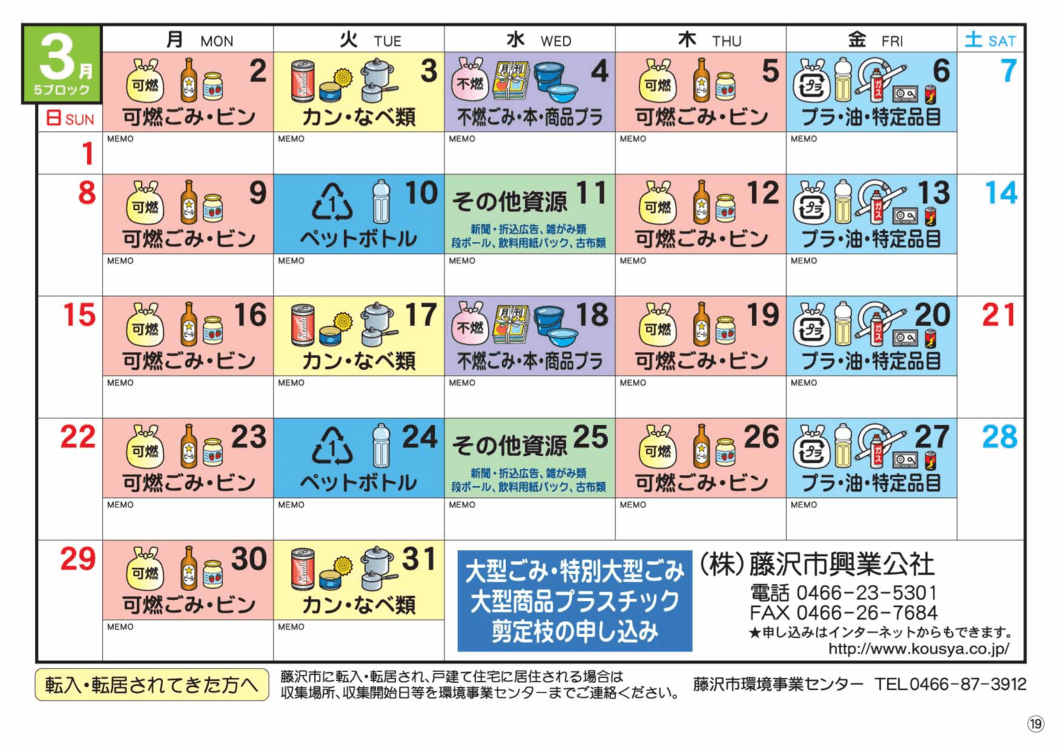 3月
5ブロック
月 MON
火 TUE
水 WED
木 THU
金 FRI
土 SAT
日 SUN
1
可燃
2
可燃ごみ・ビン
MEMO
3
カン・なべ類
MEMO
不燃
4
不燃ごみ・本・商品プラ
MEMO
可燃
5
可燃ごみ・ビン
MEMO
プラ
ガス
6
プラ・油・特定品目
MEMO
7
8
可燃
9
可燃ごみ・ビン
MEMO
1
10
ペットボトル
MEMO
その他資源 11
新聞・折込広告、雑がみ類
段ボール、飲料用紙パック、古布類
MEMO
可燃
12
可燃ごみ・ビン
MEMO
プラ
ガス
13
プラ・油・特定品目
MEMO
14
15
可燃
16
可燃ごみ・ビン
MEMO
17
カン・なべ類
MEMO
不燃
18
不燃ごみ・本・商品プラ
MEMO
可燃
19
可燃ごみ・ビン
MEMO
プラ
ガス
20
プラ・油・特定品目
MEMO
21
22
可燃
23
可燃ごみ・ビン
MEMO
1
24
ペットボトル
MEMO
その他資源 25
新聞・折込広告、雑がみ類
段ボール、飲料用紙パック、古布類
MEMO
可燃
26
可燃ごみ・ビン
MEMO
プラ
ガス
27
プラ・油・特定品目
MEMO
28
29
可燃
30
可燃ごみ・ビン
MEMO
31
カン・なべ類
MEMO
大型ごみ・特別大型ごみ
大型商品プラスチック
剪定枝の申し込み
(株)藤沢市興業公社
電話 0466-23-5301
FAX 0466-26-7684
★申し込みはインターネットからもできます。
http://www.kousya.co.jp/
転入・転居されてきた方へ
藤沢市に転入・転居され、戸建て住宅に居住される場合は
収集場所、収集開始日等を環境事業センターまでご連絡ください。
藤沢市環境事業センター TEL0466-87-3912
⑲